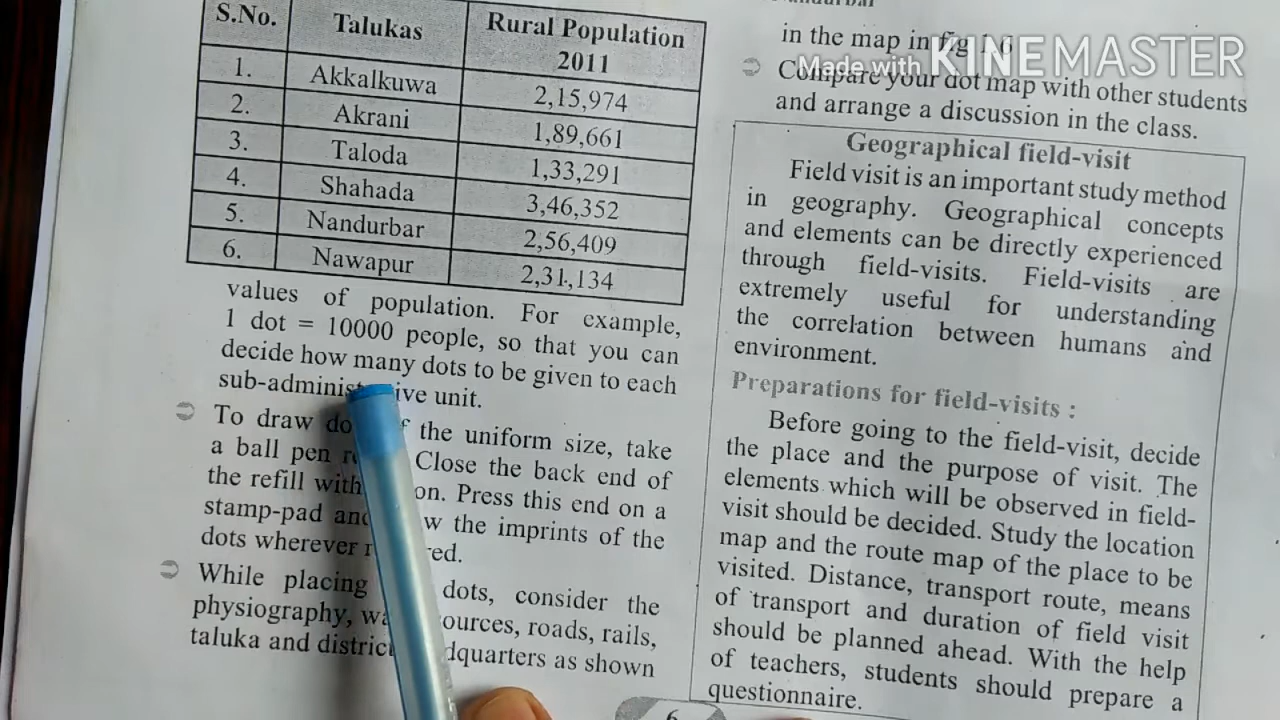 S.No. Talukas Rural Population 2011
1. Akkalkuwa 2,15,974
2. Akrani 1,89,661
3. Taloda 1,33,291
4. Shahada 3,46,352
5. Nandurbar 2,56,409
6. Nawapur 2,31,134
values of population. For example,
1 dot = 10000 people, so that you can
decide how many dots to be given to each
unit.
To draw the uniform size, take
a ball pen Close the back end of
the refill with Press this end on a
stamp-pad the imprints of the
dots wherever
While placing dots, consider the
physiography, roads, rails,
taluka and as shown
6
in the map in fig
Made with KINEMASTER
Compare your dot map with other students
and arrange a discussion in the class.
Geographical field-visit
Field visit is an important study method
in geography. Geographical concepts
and elements can be directly experienced
through field-visits. Field-visits are
extremely useful for understanding
the correlation between humans and
environment.
Preparations for field-visits :
Before going to the field-visit, decide
the place and the purpose of visit. The
elements which will be observed in field-
visit should be decided. Study the location
map and the route map of the place to be
visited. Distance, transport route, means
of transport and duration of field visit
should be planned ahead. With the help
of teachers, students should prepare a
questionnaire.